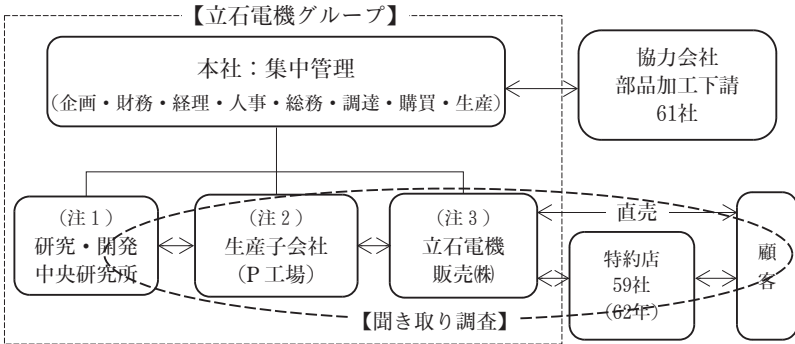 【立石電機グループ】
本社：集中管理
（企画・財務・経理・人事・総務・調達・購買・生産）
協力会社
部品加工下請
61社
（注１）
研究・開発
中央研究所
（注２）
生産子会社
（Ｐ工場）
（注３）
立石電機
販売㈱
直売
特約店
59社
（62年）
顧客
【聞き取り調査】